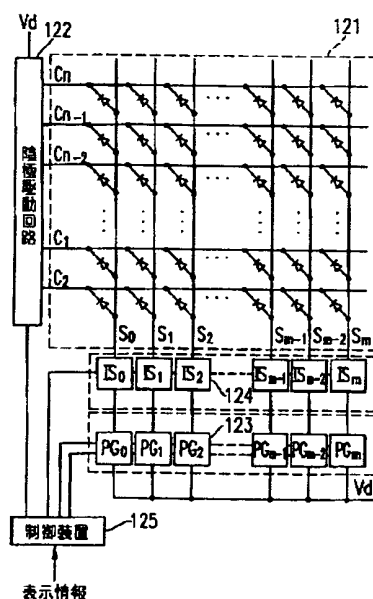 Vd
122
121
陰極駆動回路
Cn
Cn-1
Cn-2
C1
C2
S0 S1 S2 Sm-1 Sm-2 Sm
IS0 IS1 IS2 ISm-1 ISm-2 ISm
124
123
PG0 PG1 PG2 PGm-1 PGm-2 PGm
Vd
制御装置
125
表示情報